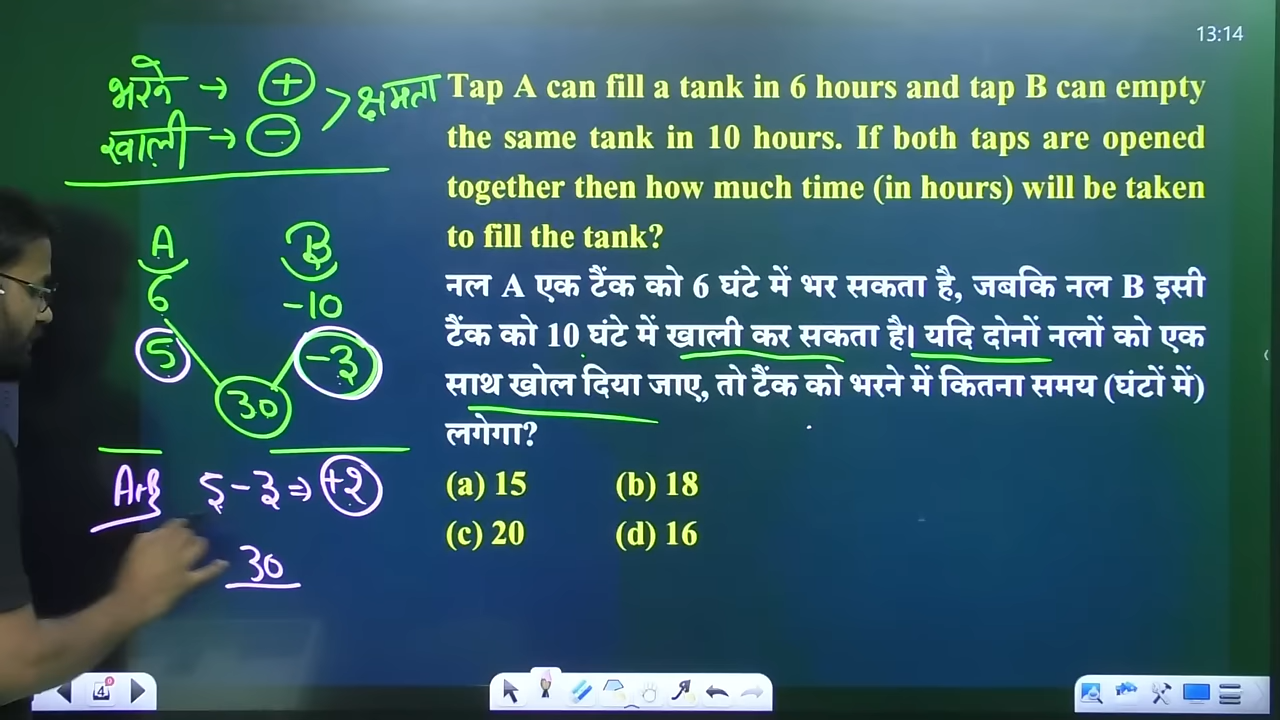 13:14
भरने → + > क्षमता
खाली → -
Tap A can fill a tank in 6 hours and tap B can empty
the same tank in 10 hours. If both taps are opened
together then how much time (in hours) will be taken
to fill the tank?
नल A एक टैंक को 6 घंटे में भर सकता है, जबकि नल B इसी
टैंक को 10 घंटे में खाली कर सकता है। यदि दोनों नलों को एक
साथ खोल दिया जाए, तो टैंक को भरने में कितना समय (घंटों में)
लगेगा?
(a) 15 (b) 18
(c) 20 (d) 16
A B
6 -10
5 -3
30
A+B 5-3 ⇒ +2
30
4